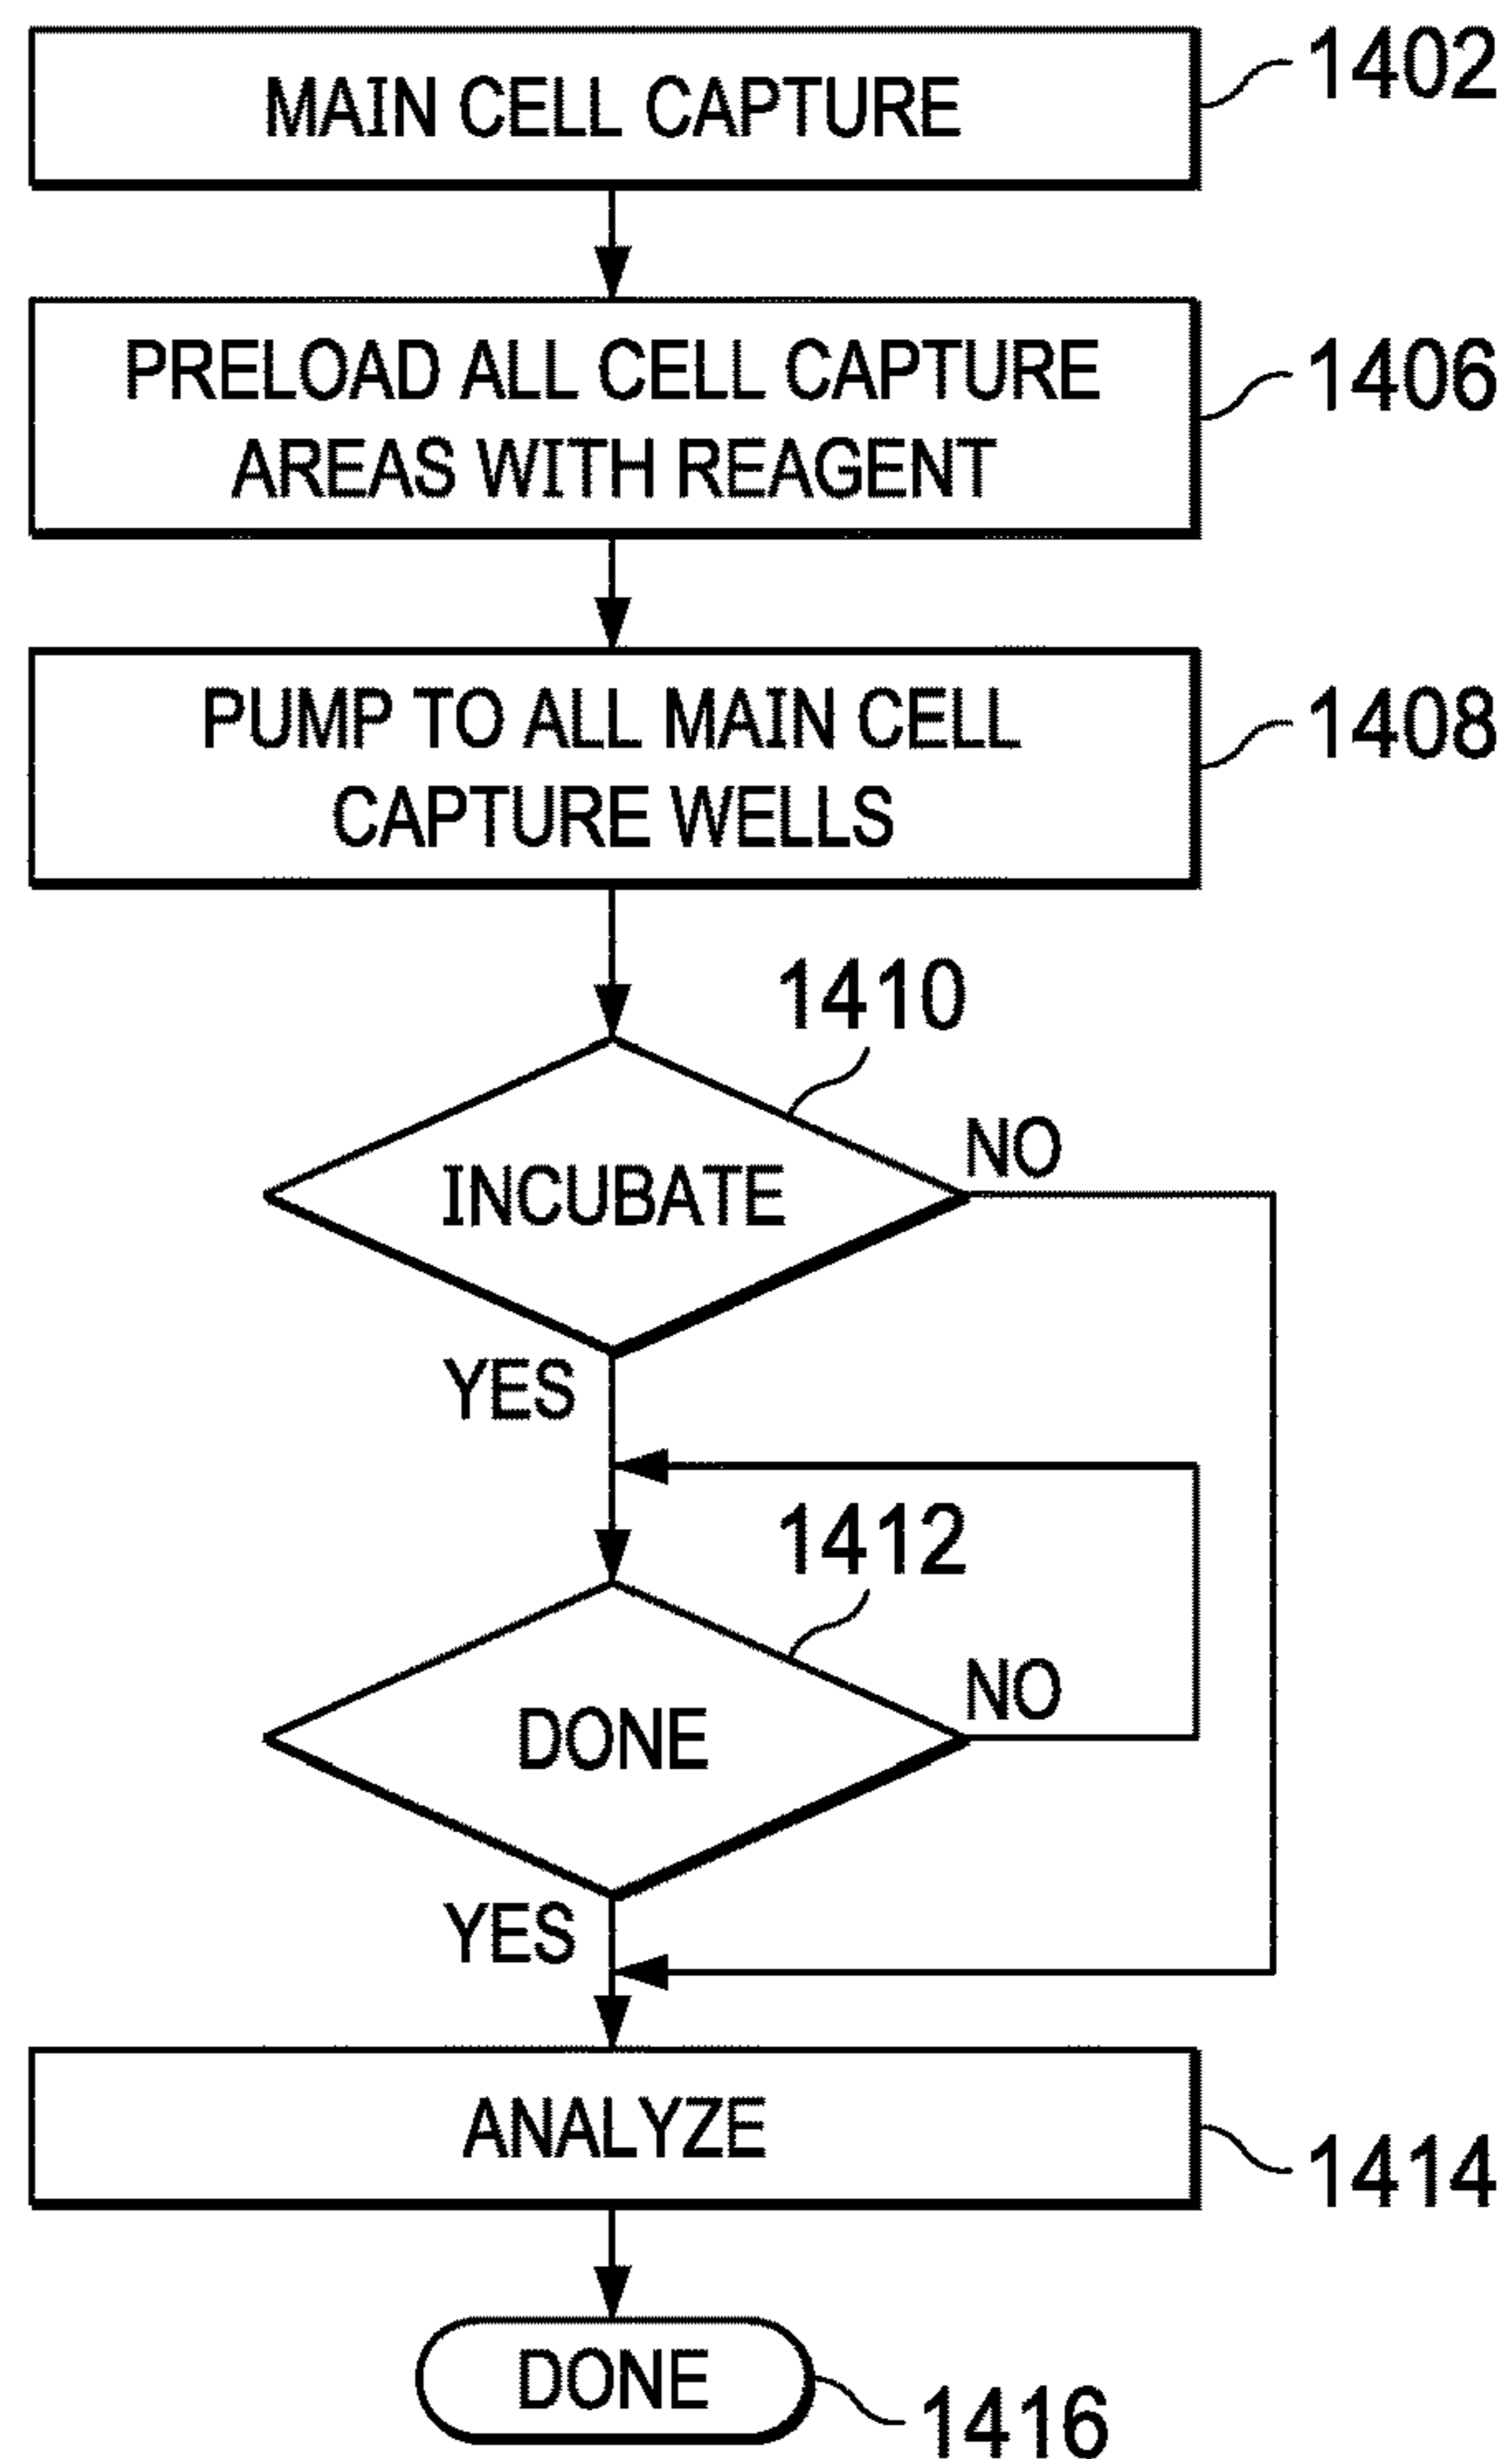 MAIN CELL CAPTURE
1402
PRELOAD ALL CELL CAPTURE
AREAS WITH REAGENT
1406
PUMP TO ALL MAIN CELL
CAPTURE WELLS
1408
1410
INCUBATE
NO
YES
1412
DONE
NO
YES
ANALYZE
1414
DONE
1416